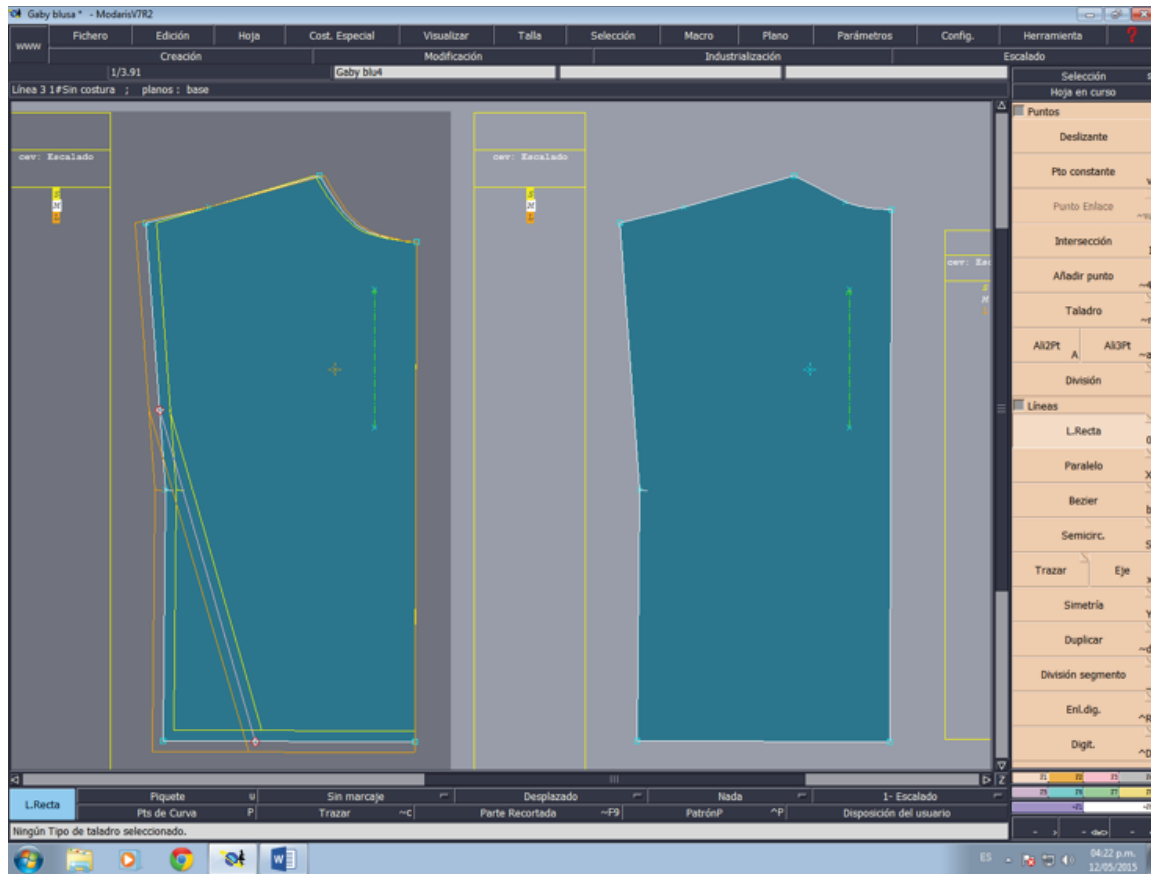 Gaby blusa * - ModarisV7R2
www Fichero Edición Hoja Cost. Especial Visualizar Talla Selección Macro Plano Parámetros Config. Herramienta ?
Creación Modificación Industrialización Escalado
1/3.91 Gaby blu4
Línea 3 1#Sin costura ; planos : base
Selección
Hoja en curso
Puntos
Deslizante
Pto constante
Punto Enlace
Intersección
Añadir punto
Taladro
Ali2Pt A Ali3Pt ~a
División
Líneas
L.Recta
Paralelo X
Bezier b
Semicirc. S
Trazar Eje x
Simetría Y
Duplicar ~d
División segmento
Enl.dig. ^R
Digit. ^D
cev: Escalado
S
M
L
cev: Escalado
S
M
L
cev: Esc
S
M
L
Z
L.Recta
Piquete u Sin marcaje Desplazado Nada 1- Escalado
Pts de Curva P Trazar ~c Parte Recortada ~F9 PatrónP ^P Disposición del usuario
Ningún Tipo de taladro seleccionado.
ES
04:22 p.m.
12/05/2015